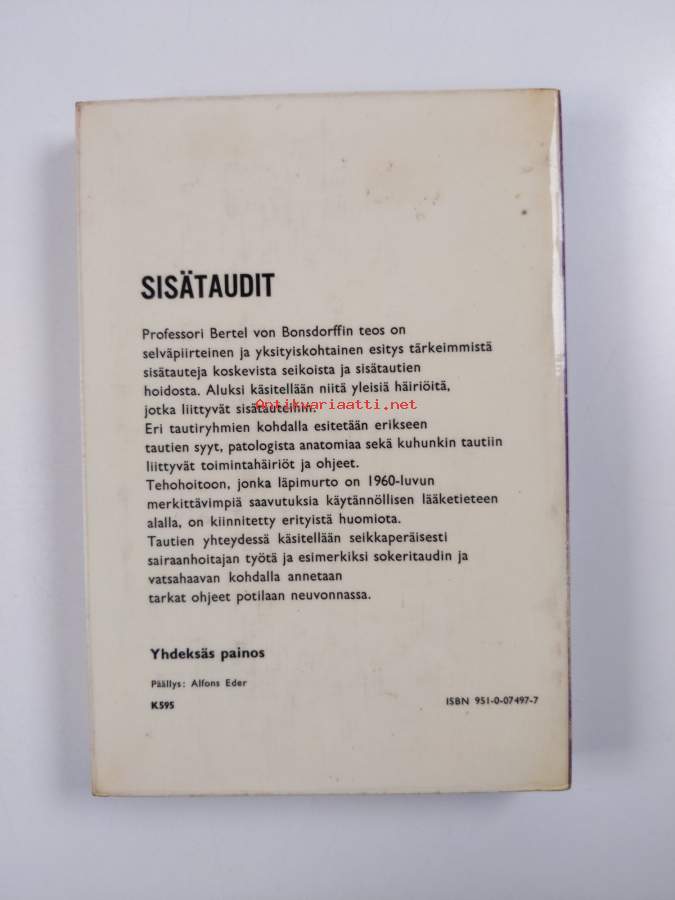 SISÄTAUDIT
Professori Bertel von Bonsdorffin teos on
selväpiirteinen ja yksityiskohtainen esitys tärkeimmistä
sisätauteja koskevista seikoista ja sisätautien
hoidosta. Aluksi käsitellään niitä yleisiä häiriöitä,
Antikvariaatti.net
jotka liittyvät sisätauteihin.
Eri tautiryhmien kohdalla esitetään erikseen
tautien syyt, patologista anatomiaa sekä kuhunkin tautiin
liittyvät toimintahäiriöt ja ohjeet.
Tehohoitoon, jonka läpimurto on 1960-luvun
merkittävimpiä saavutuksia käytännöllisen lääketieteen
alalla, on kiinnitetty erityistä huomiota.
Tautien yhteydessä käsitellään seikkaperäisesti
sairaanhoitajan työtä ja esimerkiksi sokeritaudin ja
vatsahaavan kohdalla annetaan
tarkat ohjeet potilaan neuvonnassa.
Yhdeksäs painos
Päällys: Alfons Eder
K595
ISBN 951-0-07497-7